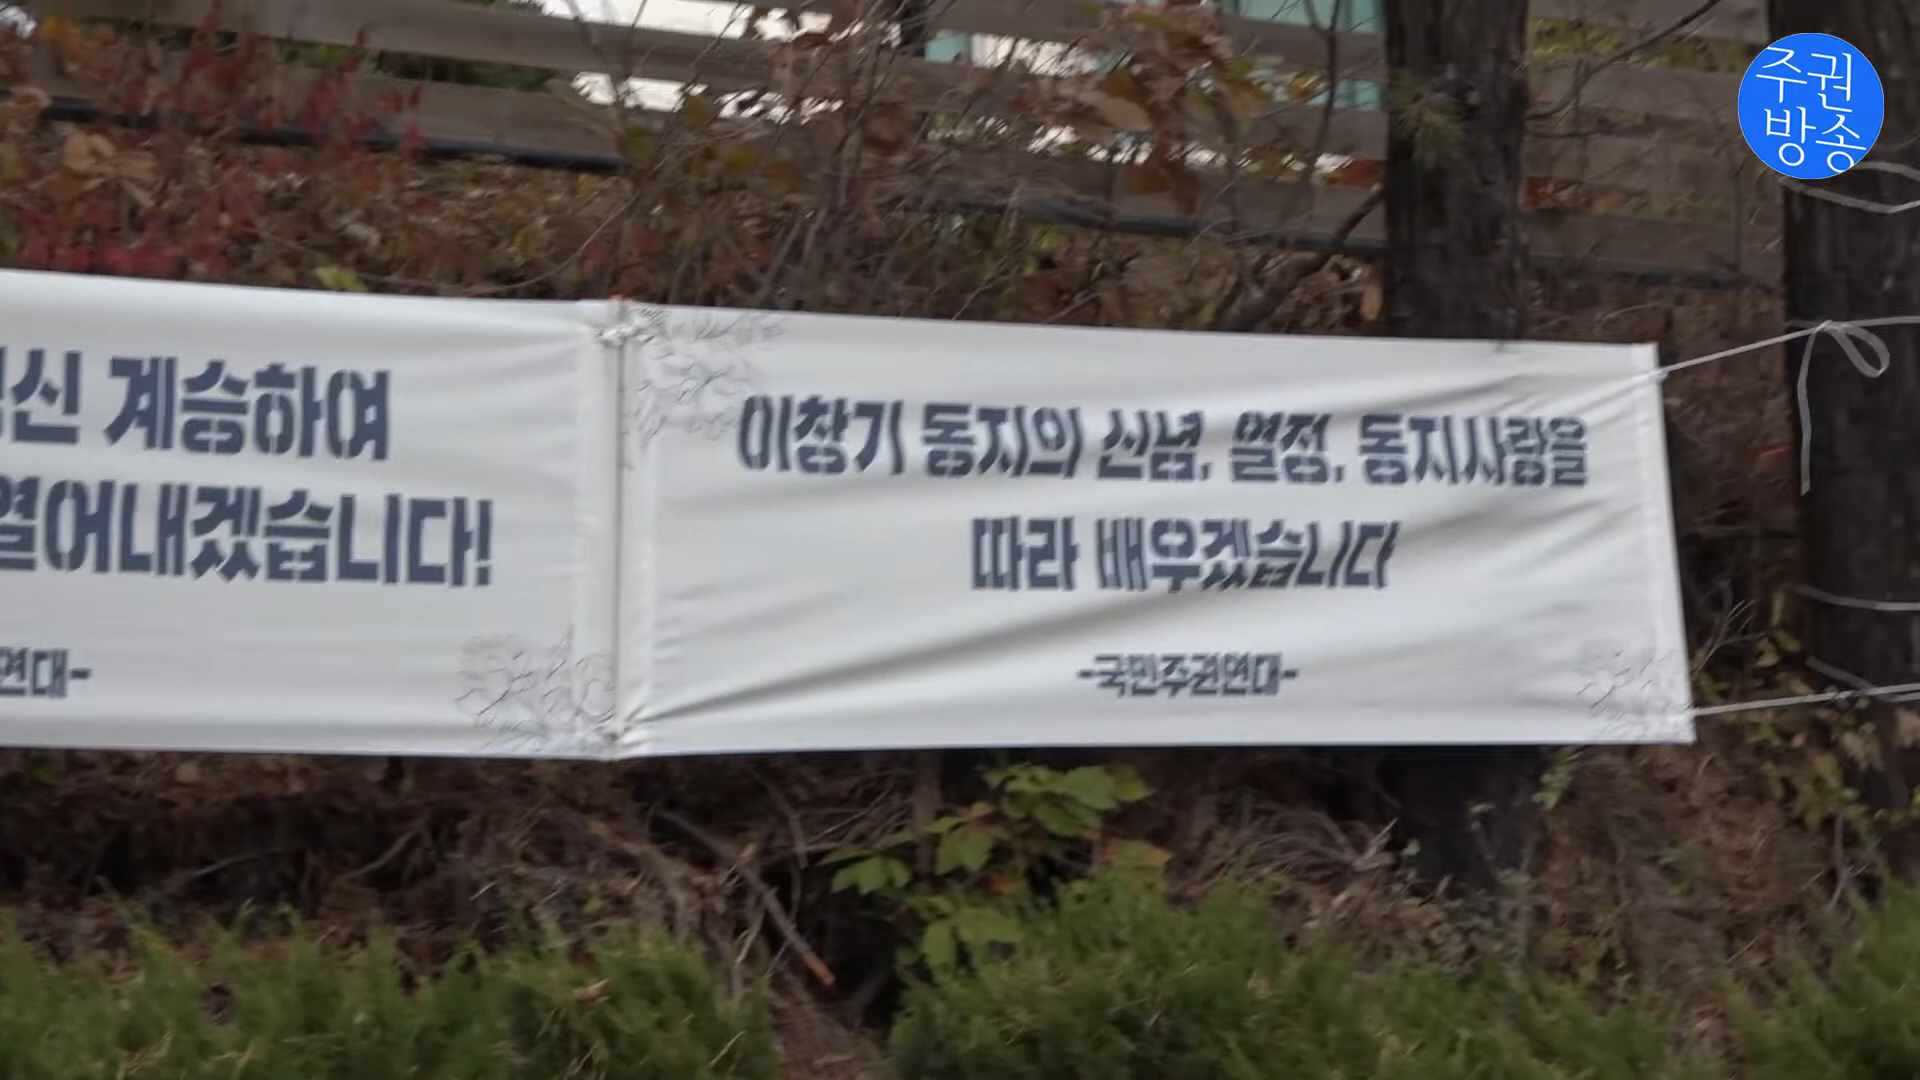 신 계승하여
열어내겠습니다!
연대-
이창기 동지의 신념, 열정, 동지사랑을
따라 배우겠습니다
-국민주권연대-
주권
방송